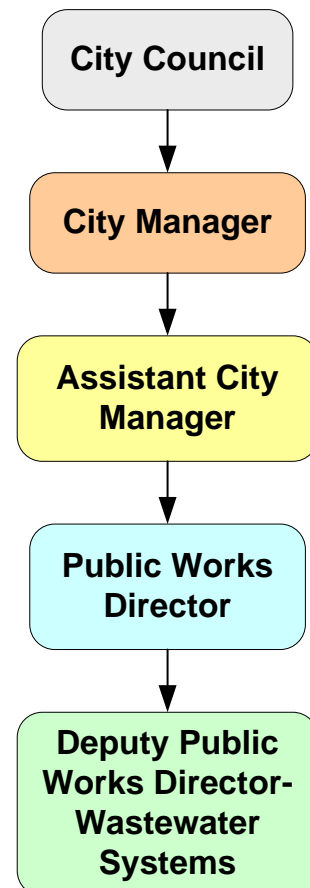 City Council
City Manager
Assistant City
Manager
Public Works
Director
Deputy Public
Works Director-
Wastewater
Systems